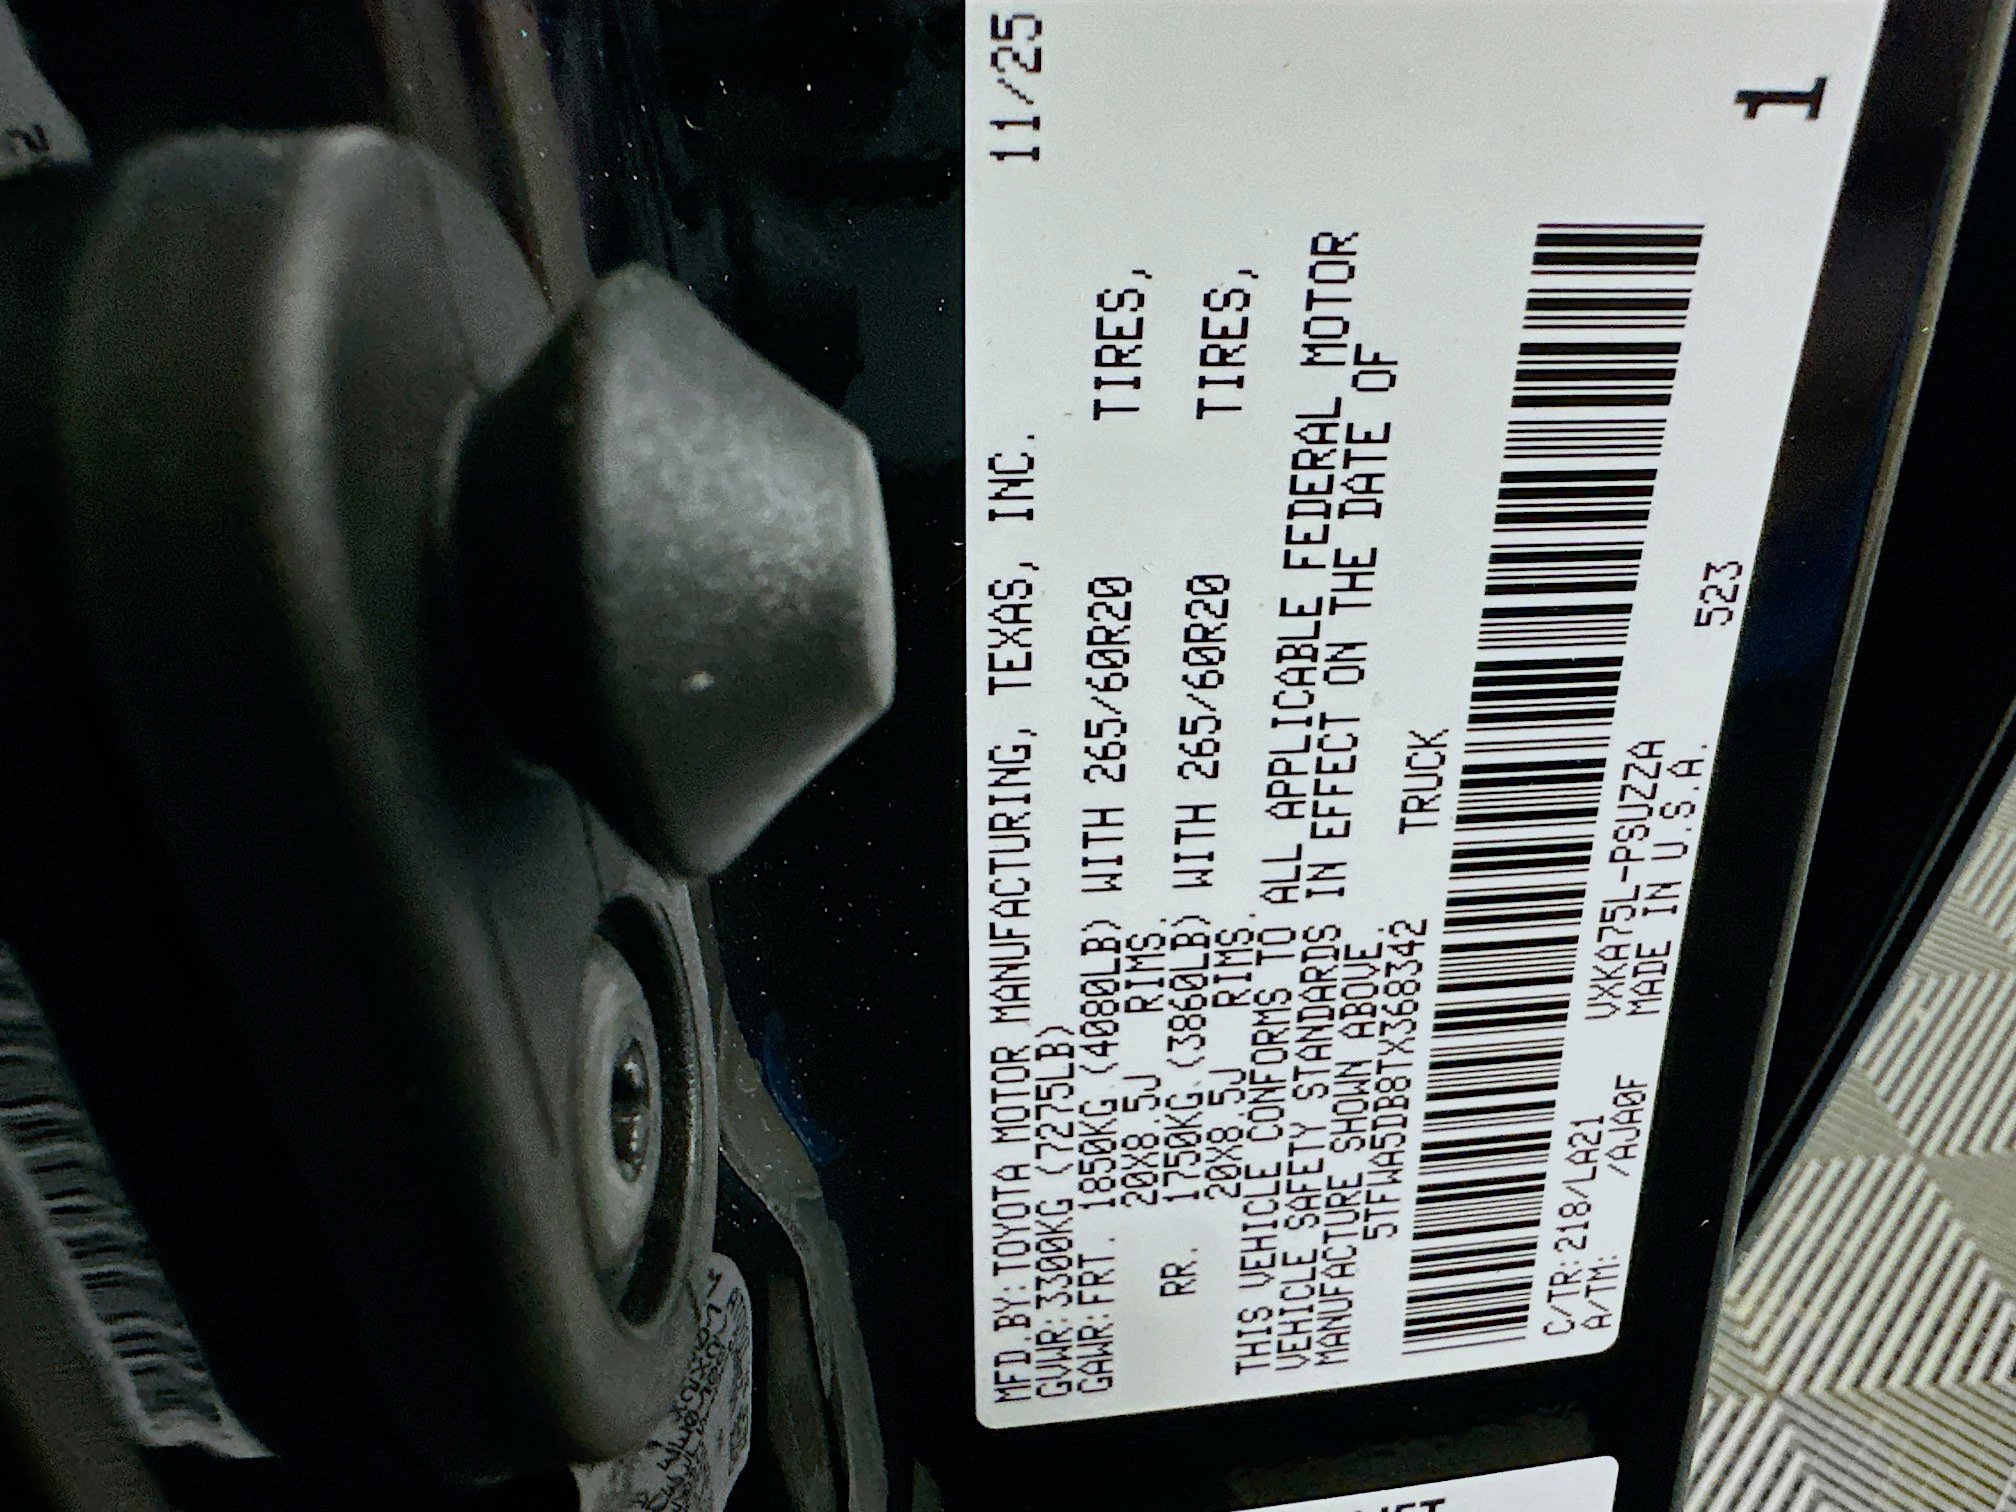 MFD.BY:TOYOTA MOTOR MANUFACTURING, TEXAS, INC. 11/25
GVWR:3300KG (7275LB)
GAWR:FRT. 1850KG (4080LB) WITH 265/60R20 TIRES,
20X8.5J RIMS,
RR. 1750KG (3860LB) WITH 265/60R20 TIRES,
20X8.5J RIMS.
THIS VEHICLE CONFORMS TO ALL APPLICABLE FEDERAL MOTOR
VEHICLE SAFETY STANDARDS IN EFFECT ON THE DATE OF
MANUFACTURE SHOWN ABOVE.
5TFWA5DB8TX368342 TRUCK
C/TR:218/LA21 VXKA75L-PSUZZA
A/TM: /AJA0F MADE IN U.S.A.
523
1